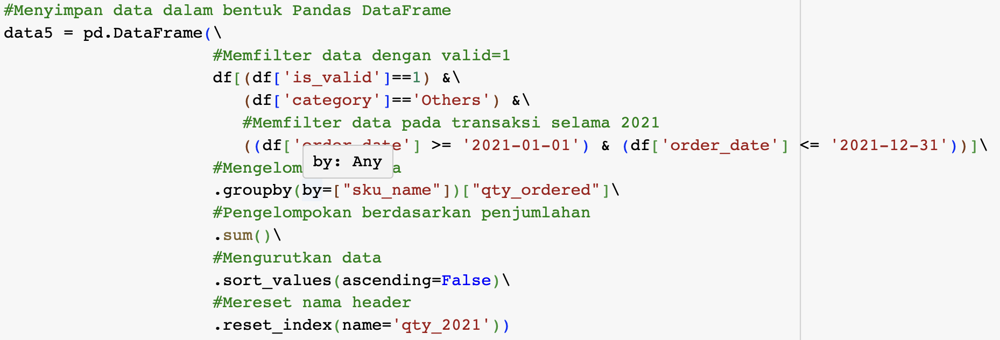 #Menyimpan data dalam bentuk Pandas DataFrame
data5 = pd.DataFrame(\
#Memfilter data dengan valid=1
df[(df['is_valid']==1) &\
(df['category']=='Others') &\
#Memfilter data pada transaksi selama 2021
((df['order_date'] >= '2021-01-01') & (df['order_date'] <= '2021-12-31'))]\
by: Any
#Mengelom a
.groupby(by=["sku_name"])["qty_ordered"]\
#Pengelompokan berdasarkan penjumlahan
.sum()\
#Mengurutkan data
.sort_values(ascending=False)\
#Mereset nama header
.reset_index(name='qty_2021'))